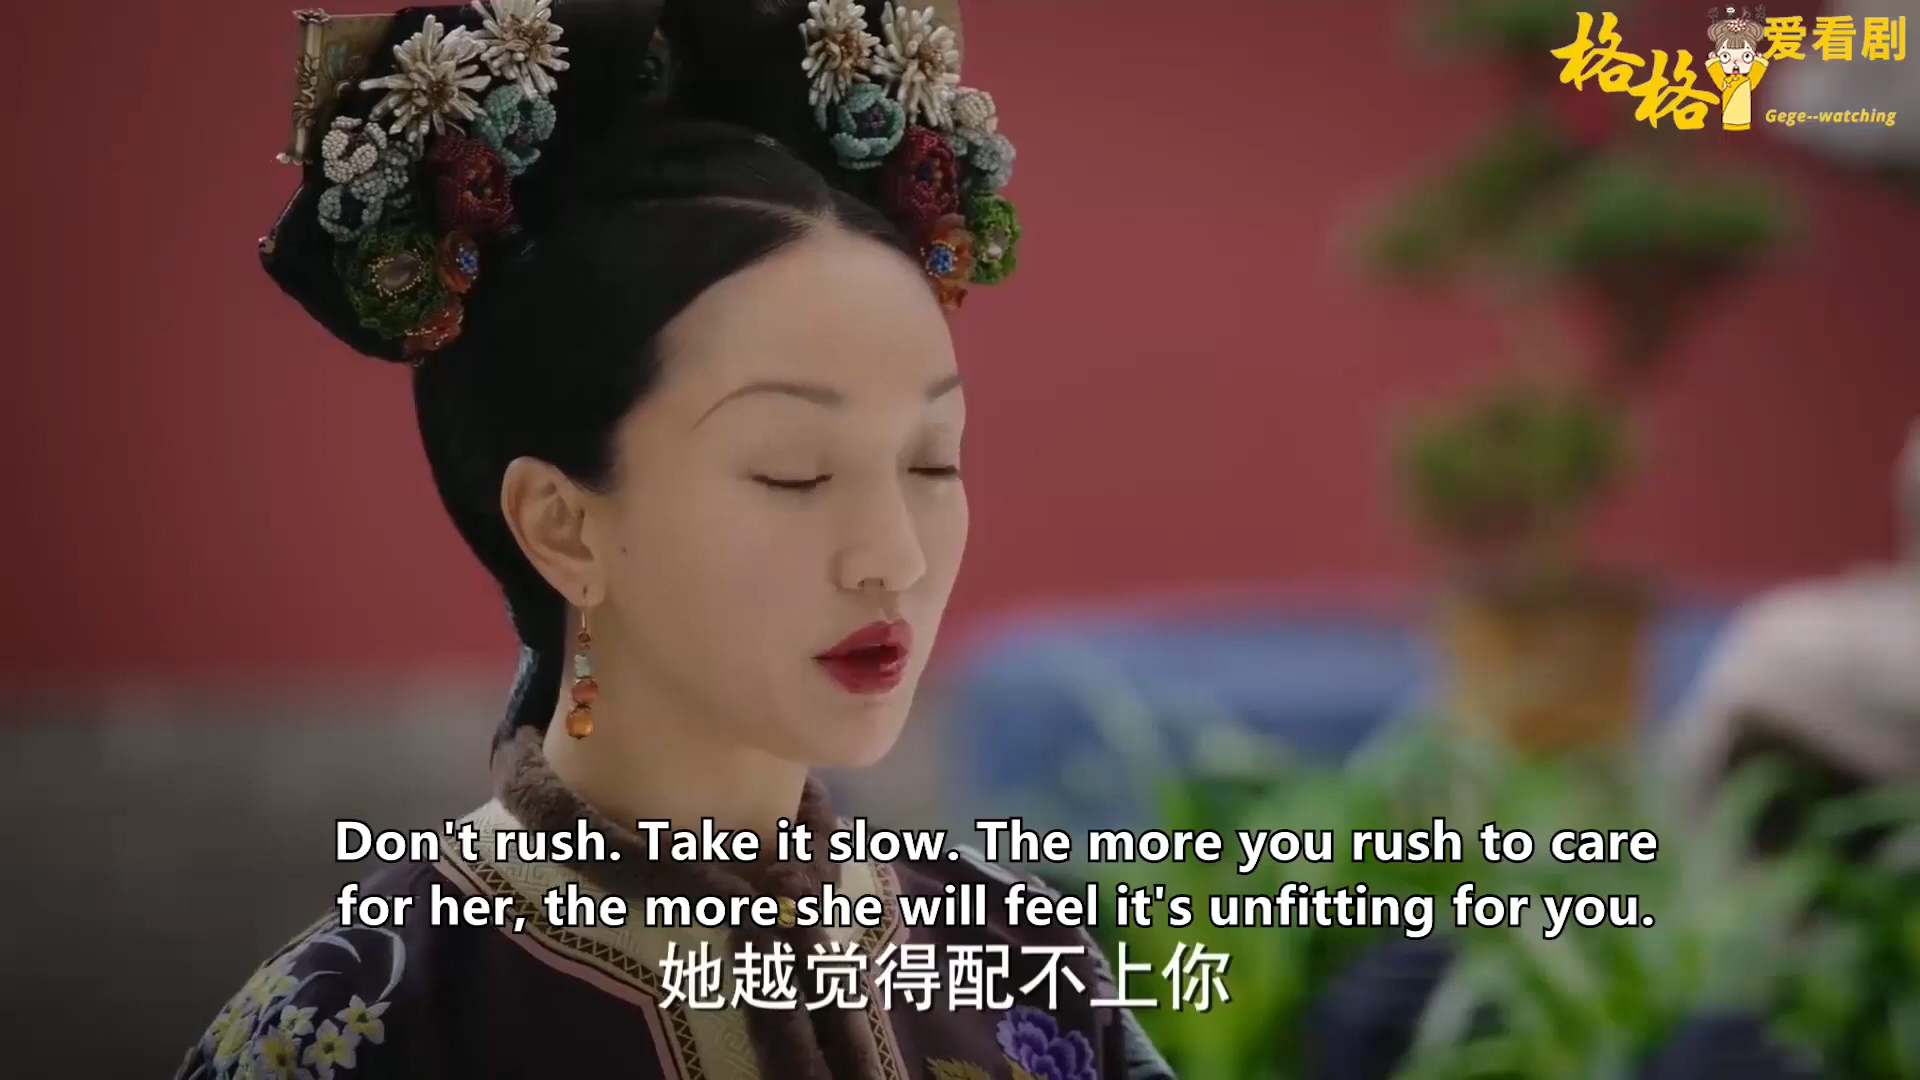 格格爱看剧
Gege--watching
Don't rush. Take it slow. The more you rush to care
for her, the more she will feel it's unfitting for you.
她越觉得配不上你